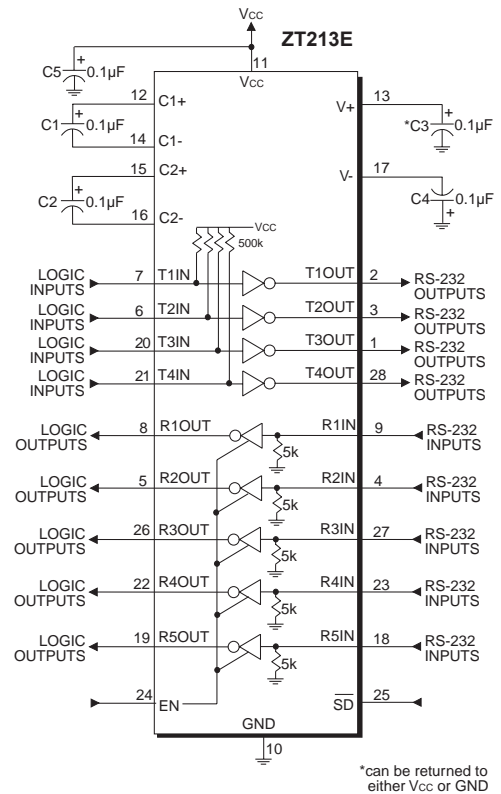 Vcc
ZT213E
11
Vcc
C5 + 0.1µF
12 C1+
C1 + 0.1µF
14 C1-
15 C2+
C2 + 0.1µF
16 C2-
V+ 13
*C3 + 0.1µF
V- 17
C4 0.1µF +
Vcc
500k
LOGIC INPUTS 7 T1IN T1OUT 2 RS-232 OUTPUTS
LOGIC INPUTS 6 T2IN T2OUT 3 RS-232 OUTPUTS
LOGIC INPUTS 20 T3IN T3OUT 1 RS-232 OUTPUTS
LOGIC INPUTS 21 T4IN T4OUT 28 RS-232 OUTPUTS
LOGIC OUTPUTS 8 R1OUT R1IN 9 RS-232 INPUTS
5k
LOGIC OUTPUTS 5 R2OUT R2IN 4 RS-232 INPUTS
5k
LOGIC OUTPUTS 26 R3OUT R3IN 27 RS-232 INPUTS
5k
LOGIC OUTPUTS 22 R4OUT R4IN 23 RS-232 INPUTS
5k
LOGIC OUTPUTS 19 R5OUT R5IN 18 RS-232 INPUTS
5k
24 EN SD 25
GND
10
*can be returned to
either Vcc or GND